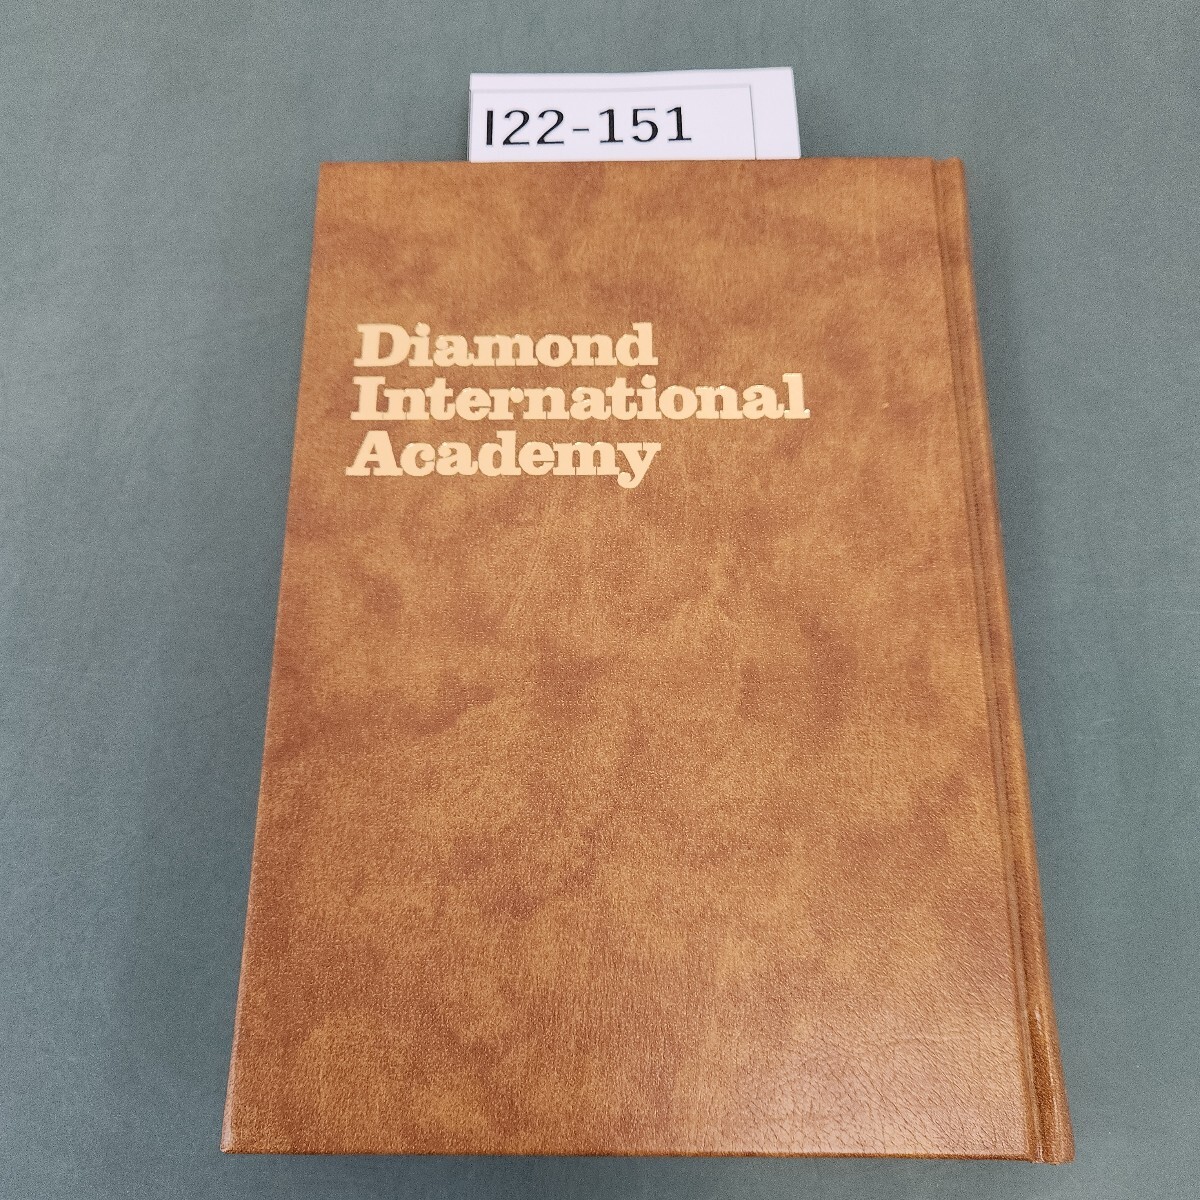 I22-151
Diamond
International
Academy